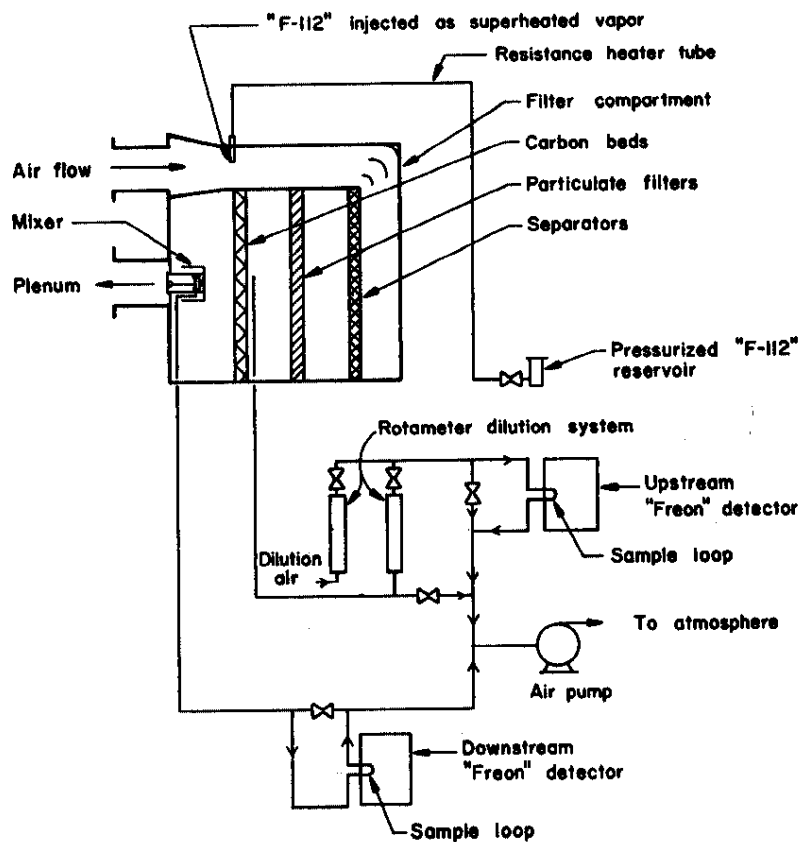 "F-112" injected as superheated vapor
Resistance heater tube
Filter compartment
Carbon beds
Air flow
Particulate filters
Mixer
Separators
Plenum
Pressurized "F-112"
reservoir
Rotameter dilution system
Upstream
"Freon" detector
Sample loop
Dilution
air
To atmosphere
Air pump
Downstream
"Freon" detector
Sample loop